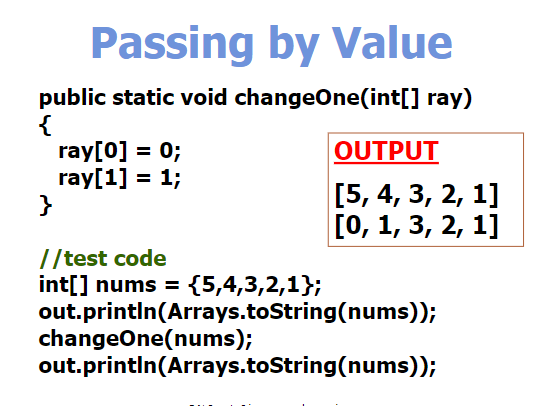 Passing by Value
public static void changeOne(int[] ray)
{
ray[0] = 0;
ray[1] = 1;
}
OUTPUT
[5, 4, 3, 2, 1]
[0, 1, 3, 2, 1]
//test code
int[] nums = {5,4,3,2,1};
out.println(Arrays.toString(nums));
changeOne(nums);
out.println(Arrays.toString(nums));